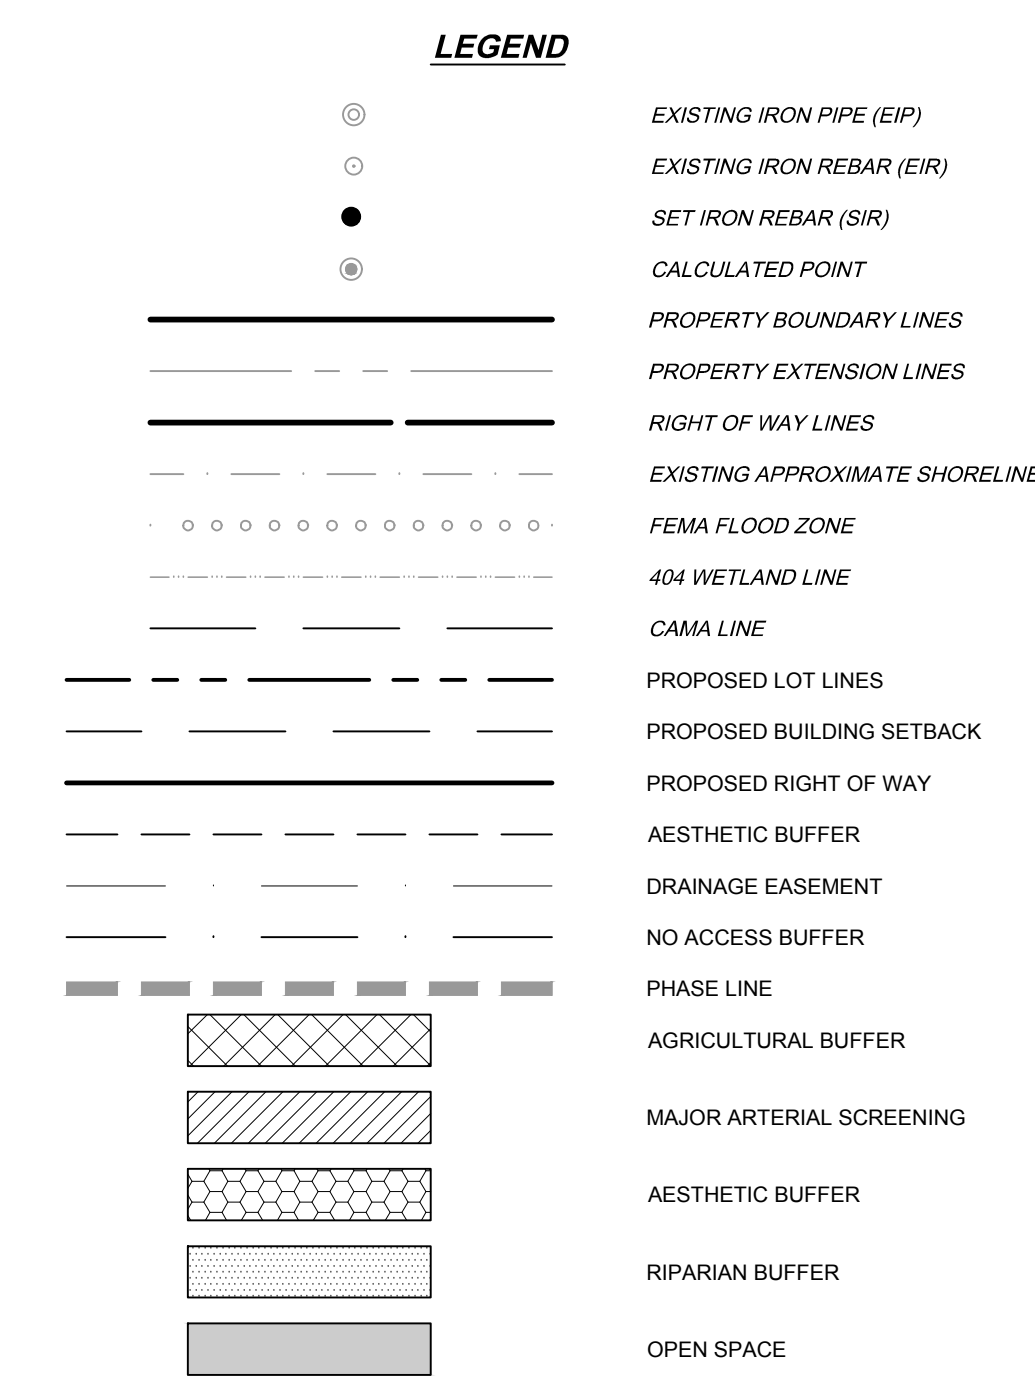 LEGEND
EXISTING IRON PIPE (EIP)
EXISTING IRON REBAR (EIR)
SET IRON REBAR (SIR)
CALCULATED POINT
PROPERTY BOUNDARY LINES
PROPERTY EXTENSION LINES
RIGHT OF WAY LINES
EXISTING APPROXIMATE SHORELINE
FEMA FLOOD ZONE
404 WETLAND LINE
CAMA LINE
PROPOSED LOT LINES
PROPOSED BUILDING SETBACK
PROPOSED RIGHT OF WAY
AESTHETIC BUFFER
DRAINAGE EASEMENT
NO ACCESS BUFFER
PHASE LINE
AGRICULTURAL BUFFER
MAJOR ARTERIAL SCREENING
AESTHETIC BUFFER
RIPARIAN BUFFER
OPEN SPACE